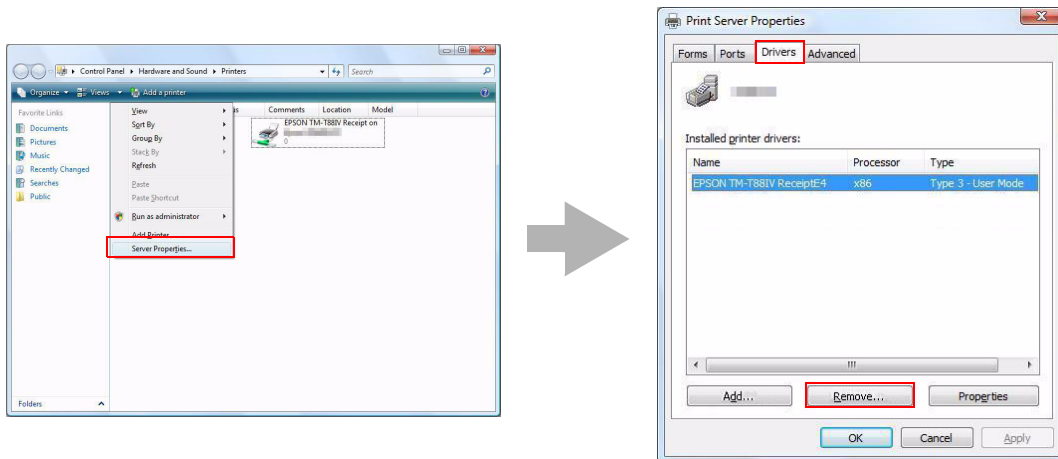 Control Panel ▸ Hardware and Sound ▸ Printers
Search
Organize
Views
Add a printer
Favorite Links
Documents
Pictures
Music
Recently Changed
Searches
Public
Folders
Comments Location Model
EPSON TM-T88IV Receipt on
0
View
Sort By
Group By
Stack By
Refresh
Paste
Paste Shortcut
Run as administrator
Add Printer
Server Properties...
Print Server Properties
Forms Ports Drivers Advanced
Installed printer drivers:
Name Processor Type
EPSON TM-T88IV ReceiptE4 x86 Type 3 - User Mode
Add... Remove... Properties
OK Cancel Apply